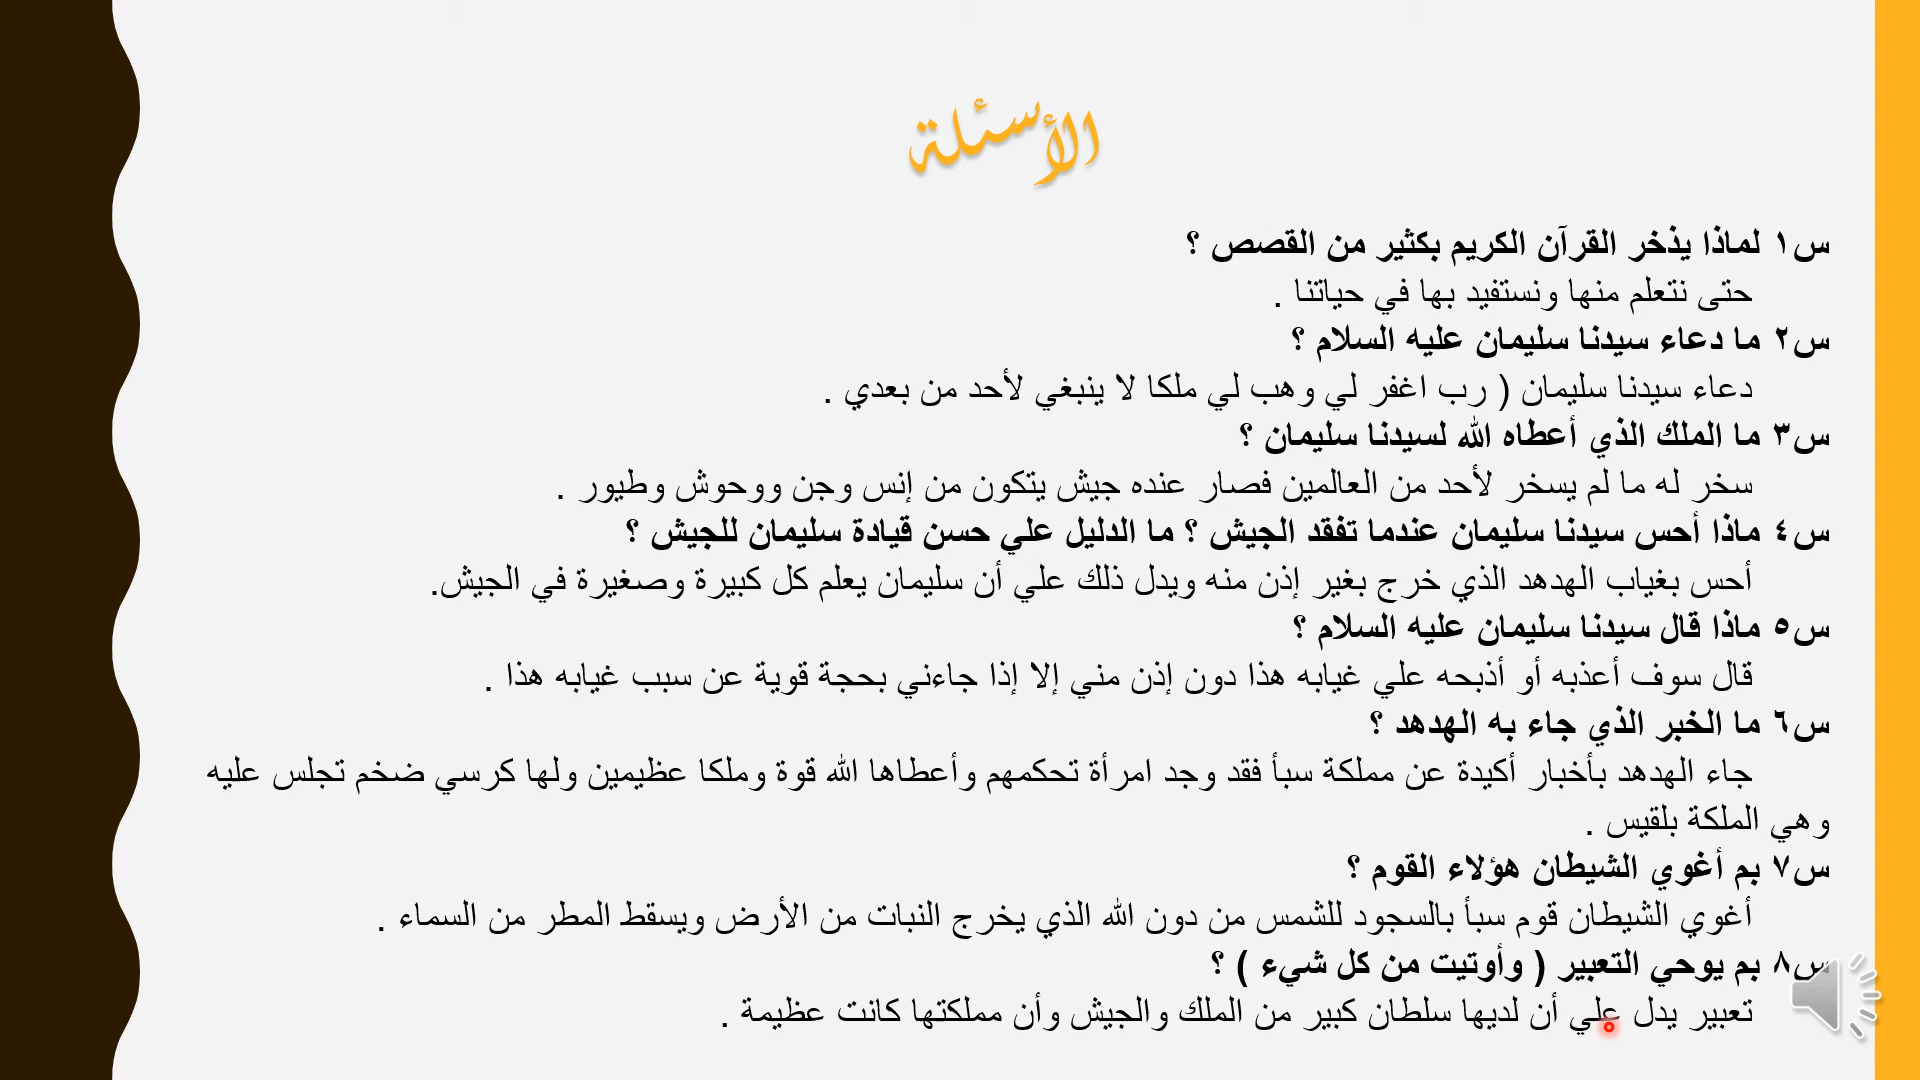 الأسئلة
س١ لماذا يذخر القرآن الكريم بكثير من القصص ؟
حتى نتعلم منها ونستفيد بها في حياتنا .
س٢ ما دعاء سيدنا سليمان عليه السلام ؟
دعاء سيدنا سليمان ( رب اغفر لي وهب لي ملكا لا ينبغي لأحد من بعدي .
س٣ ما الملك الذي أعطاه الله لسيدنا سليمان ؟
سخر له ما لم يسخر لأحد من العالمين فصار عنده جيش يتكون من إنس وجن ووحوش وطيور .
س٤ ماذا أحس سيدنا سليمان عندما تفقد الجيش ؟ ما الدليل علي حسن قيادة سليمان للجيش ؟
أحس بغياب الهدهد الذي خرج بغير إذن منه ويدل ذلك علي أن سليمان يعلم كل كبيرة وصغيرة في الجيش.
س٥ ماذا قال سيدنا سليمان عليه السلام ؟
قال سوف أعذبه أو أذبحه علي غيابه هذا دون إذن مني إلا إذا جاءني بحجة قوية عن سبب غيابه هذا .
س٦ ما الخبر الذي جاء به الهدهد ؟
جاء الهدهد بأخبار أكيدة عن مملكة سبأ فقد وجد امرأة تحكمهم وأعطاها الله قوة وملكا عظيمين ولها كرسي ضخم تجلس عليه
وهي الملكة بلقيس .
س٧ بم أغوي الشيطان هؤلاء القوم ؟
أغوي الشيطان قوم سبأ بالسجود للشمس من دون الله الذي يخرج النبات من الأرض ويسقط المطر من السماء .
س٨ بم يوحي التعبير ( وأوتيت من كل شيء ) ؟
تعبير يدل علي أن لديها سلطان كبير من الملك والجيش وأن مملكتها كانت عظيمة .